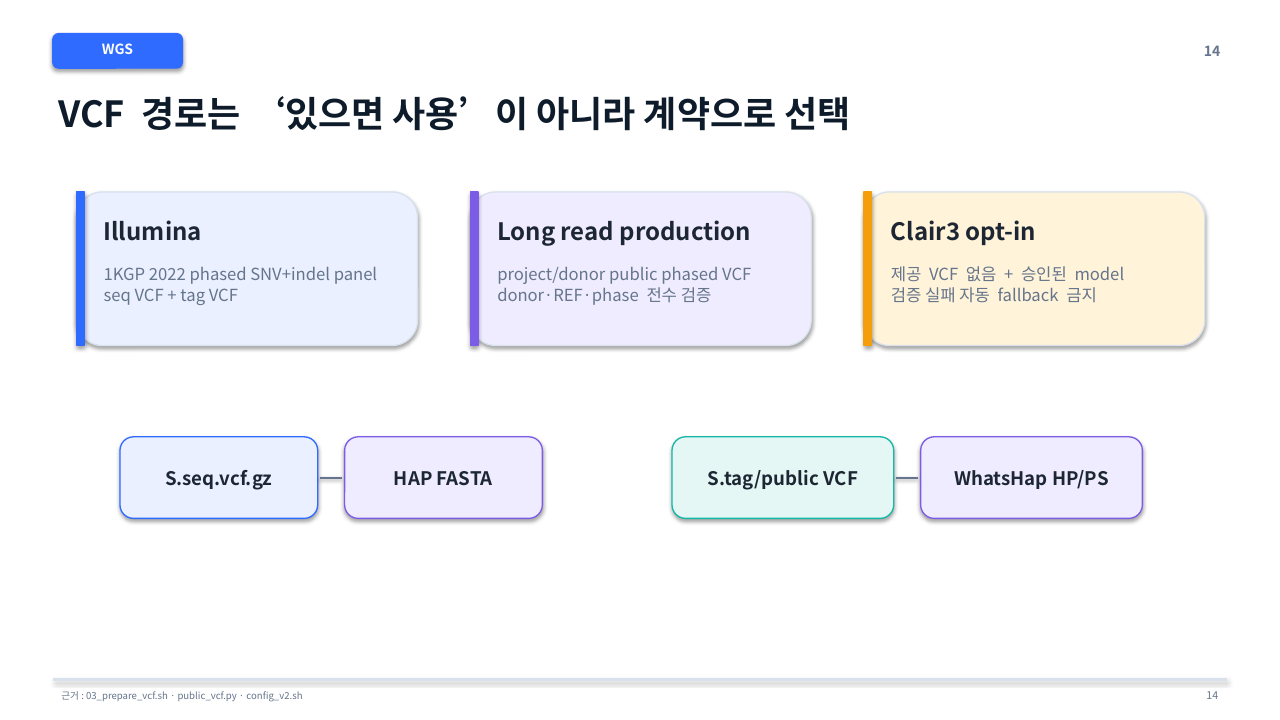 WGS
14
VCF 경로는 ‘있으면 사용’ 이 아니라 계약으로 선택
Illumina
1KGP 2022 phased SNV+indel panel
seq VCF + tag VCF
Long read production
project/donor public phased VCF
donor·REF·phase 전수 검증
Clair3 opt-in
제공 VCF 없음 + 승인된 model
검증 실패 자동 fallback 금지
S.seq.vcf.gz
HAP FASTA
S.tag/public VCF
WhatsHap HP/PS
근거 : 03_prepare_vcf.sh · public_vcf.py · config_v2.sh
14